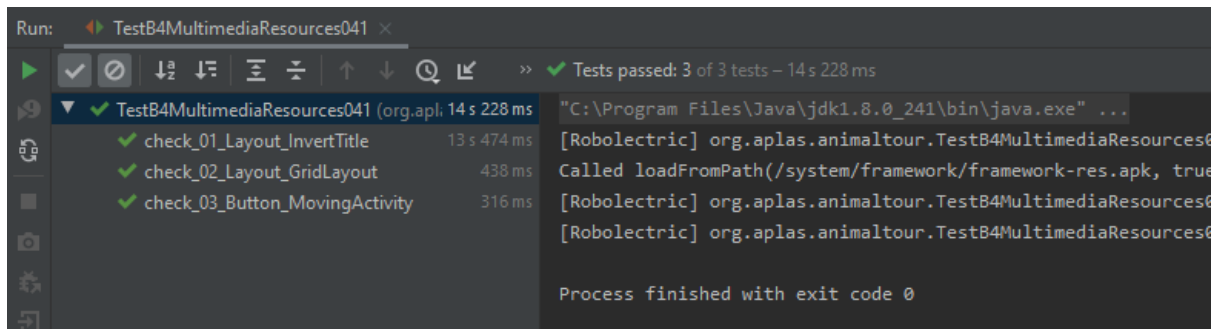 Run: TestB4MultimediaResources041
Tests passed: 3 of 3 tests – 14 s 228 ms
TestB4MultimediaResources041 (org.apl 14 s 228 ms
check_01_Layout_InvertTitle 13 s 474 ms
check_02_Layout_GridLayout 438 ms
check_03_Button_MovingActivity 316 ms
"C:\Program Files\Java\jdk1.8.0_241\bin\java.exe" ...
[Robolectric] org.aplas.animaltour.TestB4MultimediaResources0
Called loadFromPath(/system/framework/framework-res.apk, true
[Robolectric] org.aplas.animaltour.TestB4MultimediaResources0
[Robolectric] org.aplas.animaltour.TestB4MultimediaResources0
Process finished with exit code 0